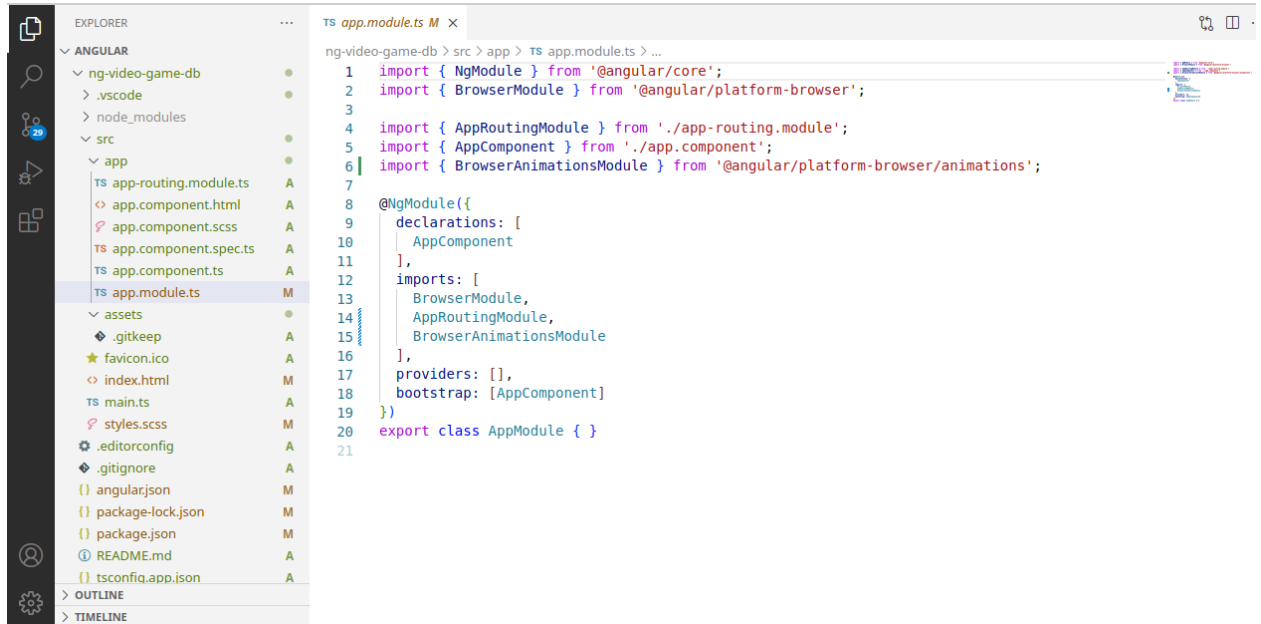 EXPLORER ...
ANGULAR
ng-video-game-db
.vscode
node_modules
src
app
TS app-routing.module.ts A
<> app.component.html A
app.component.scss A
TS app.component.spec.ts A
TS app.component.ts A
TS app.module.ts M
assets
.gitkeep A
favicon.ico A
<> index.html M
TS main.ts A
styles.scss M
.editorconfig A
.gitignore A
{} angular.json M
{} package-lock.json M
{} package.json M
README.md A
{} tsconfig.app.json A
OUTLINE
TIMELINE
29
TS app.module.ts M ×
ng-video-game-db > src > app > TS app.module.ts > ...
1 import { NgModule } from '@angular/core';
2 import { BrowserModule } from '@angular/platform-browser';
3
4 import { AppRoutingModule } from './app-routing.module';
5 import { AppComponent } from './app.component';
6 import { BrowserAnimationsModule } from '@angular/platform-browser/animations';
7
8 @NgModule({
9 declarations: [
10 AppComponent
11 ],
12 imports: [
13 BrowserModule,
14 AppRoutingModule,
15 BrowserAnimationsModule
16 ],
17 providers: [],
18 bootstrap: [AppComponent]
19 })
20 export class AppModule { }
21